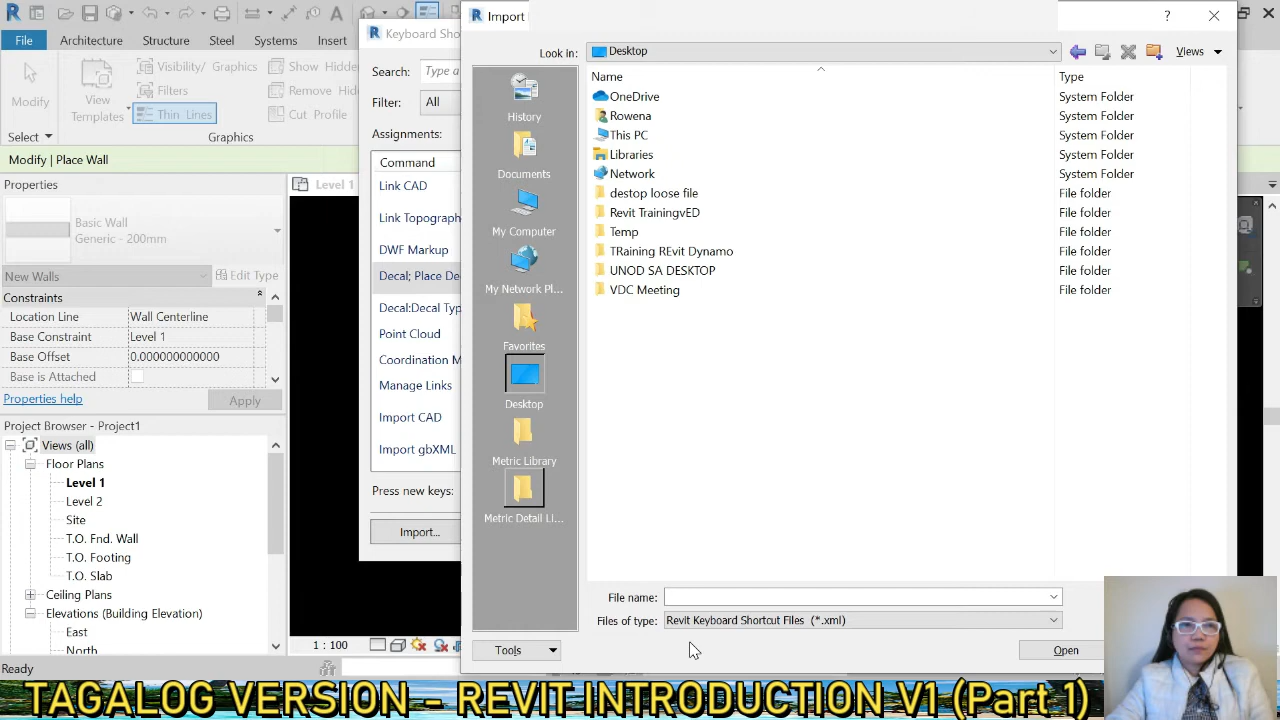 Place Wall
Import
File Architecture Structure Steel Systems Insert
Keyboard Sho
Look in: Desktop Views
Modify
View
Templates
Visibility/ Graphics
Filters
Thin Lines
Show Hidde
Remove Hid
Cut Profile
Select Graphics
Search: Type a
Filter: All
Assignments:
Command
Link CAD
Link Topograph
DWF Markup
Decal; Place De
Decal:Decal Typ
Point Cloud
Coordination M
Manage Links
Import CAD
Import gbXML
Press new keys:
Import...
Name Type
OneDrive System Folder
Rowena System Folder
This PC System Folder
Libraries System Folder
Network System Folder
destop loose file File folder
Revit TrainingvED File folder
Temp File folder
TRaining REvit Dynamo File folder
UNOD SA DESKTOP File folder
VDC Meeting File folder
History
Documents
My Computer
My Network Pl...
Favorites
Desktop
Metric Library
Metric Detail LI...
File name:
Files of type: Revit Keyboard Shortcut Files (*.xml)
Tools Open
Modify | Place Wall
Properties
Level 1
Basic Wall
Generic - 200mm
New Walls Edit Type
Constraints
Location Line Wall Centerline
Base Constraint Level 1
Base Offset 0.000000000000
Base is Attached
Properties help Apply
Project Browser - Project1
Views (all)
Floor Plans
Level 1
Level 2
Site
T.O. Fnd. Wall
T.O. Footing
T.O. Slab
Ceiling Plans
Elevations (Building Elevation)
East
North
1 : 100
Ready
TAGALOG VERSION - REVIT INTRODUCTION V1 (Part 1)